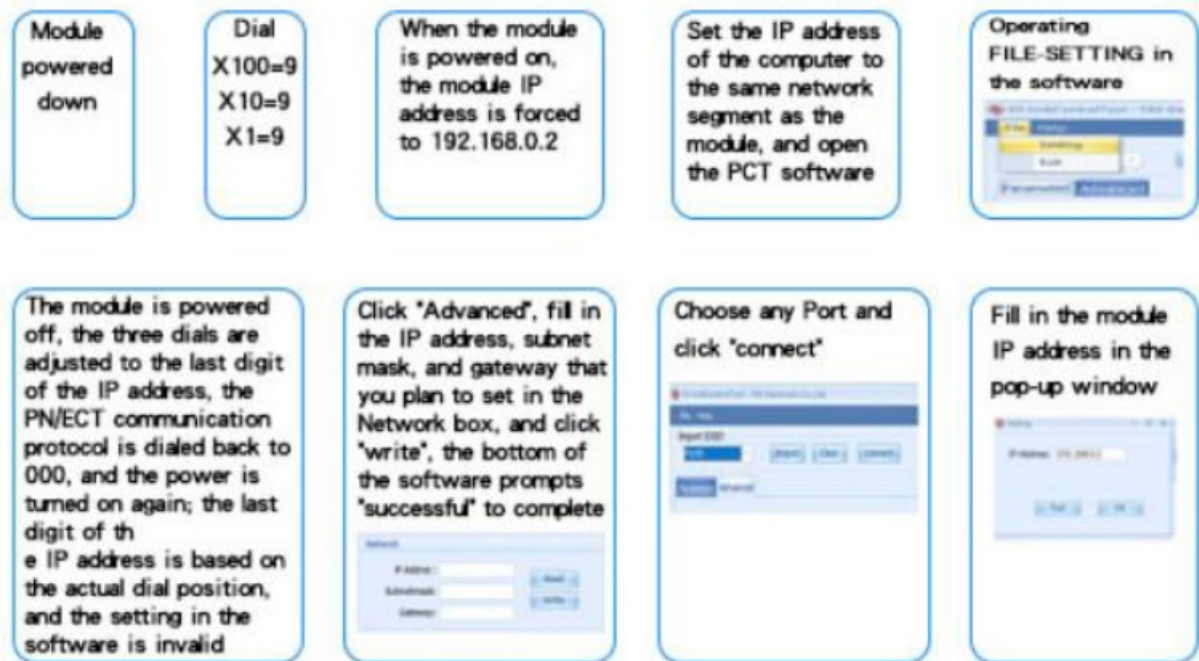 Module
powered
down
Dial
X100=9
X10=9
X1=9
When the module
is powered on,
the module IP
address is forced
to 192.168.0.2
Set the IP address
of the computer to
the same network
segment as the
module, and open
the PCT software
Operating
FILE-SETTING in
the software
The module is powered
off, the three dials are
adjusted to the last digit
of the IP address, the
PN/ECT communication
protocol is dialed back to
000, and the power is
turned on again; the last
digit of th
e IP address is based on
the actual dial position,
and the setting in the
software is invalid
Click "Advanced", fill in
the IP address, subnet
mask, and gateway that
you plan to set in the
Network box, and click
"write", the bottom of
the software prompts
"successful" to complete
Network
IP Address:
Subnetmask:
Gateway:
Choose any Port and
click "connect"
Fill in the module
IP address in the
pop-up window